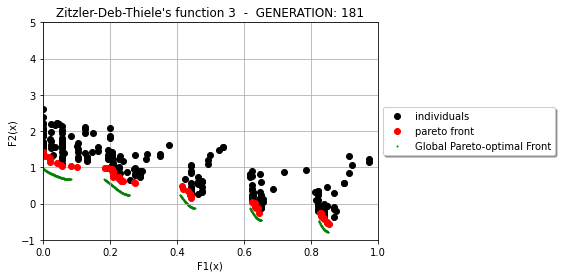 Zitzler-Deb-Thiele's function 3 - GENERATION: 181
5
4
3
2
1
0
−1
F2(x)
0.0 0.2 0.4 0.6 0.8 1.0
F1(x)
individuals
pareto front
Global Pareto-optimal Front